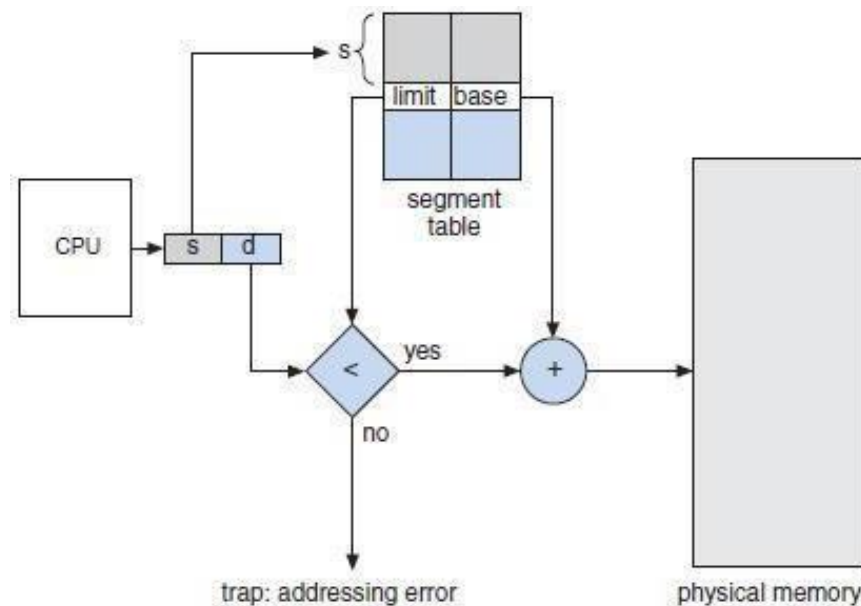 s
limit base
segment
table
CPU
s d
< yes +
no
trap: addressing error
physical memory